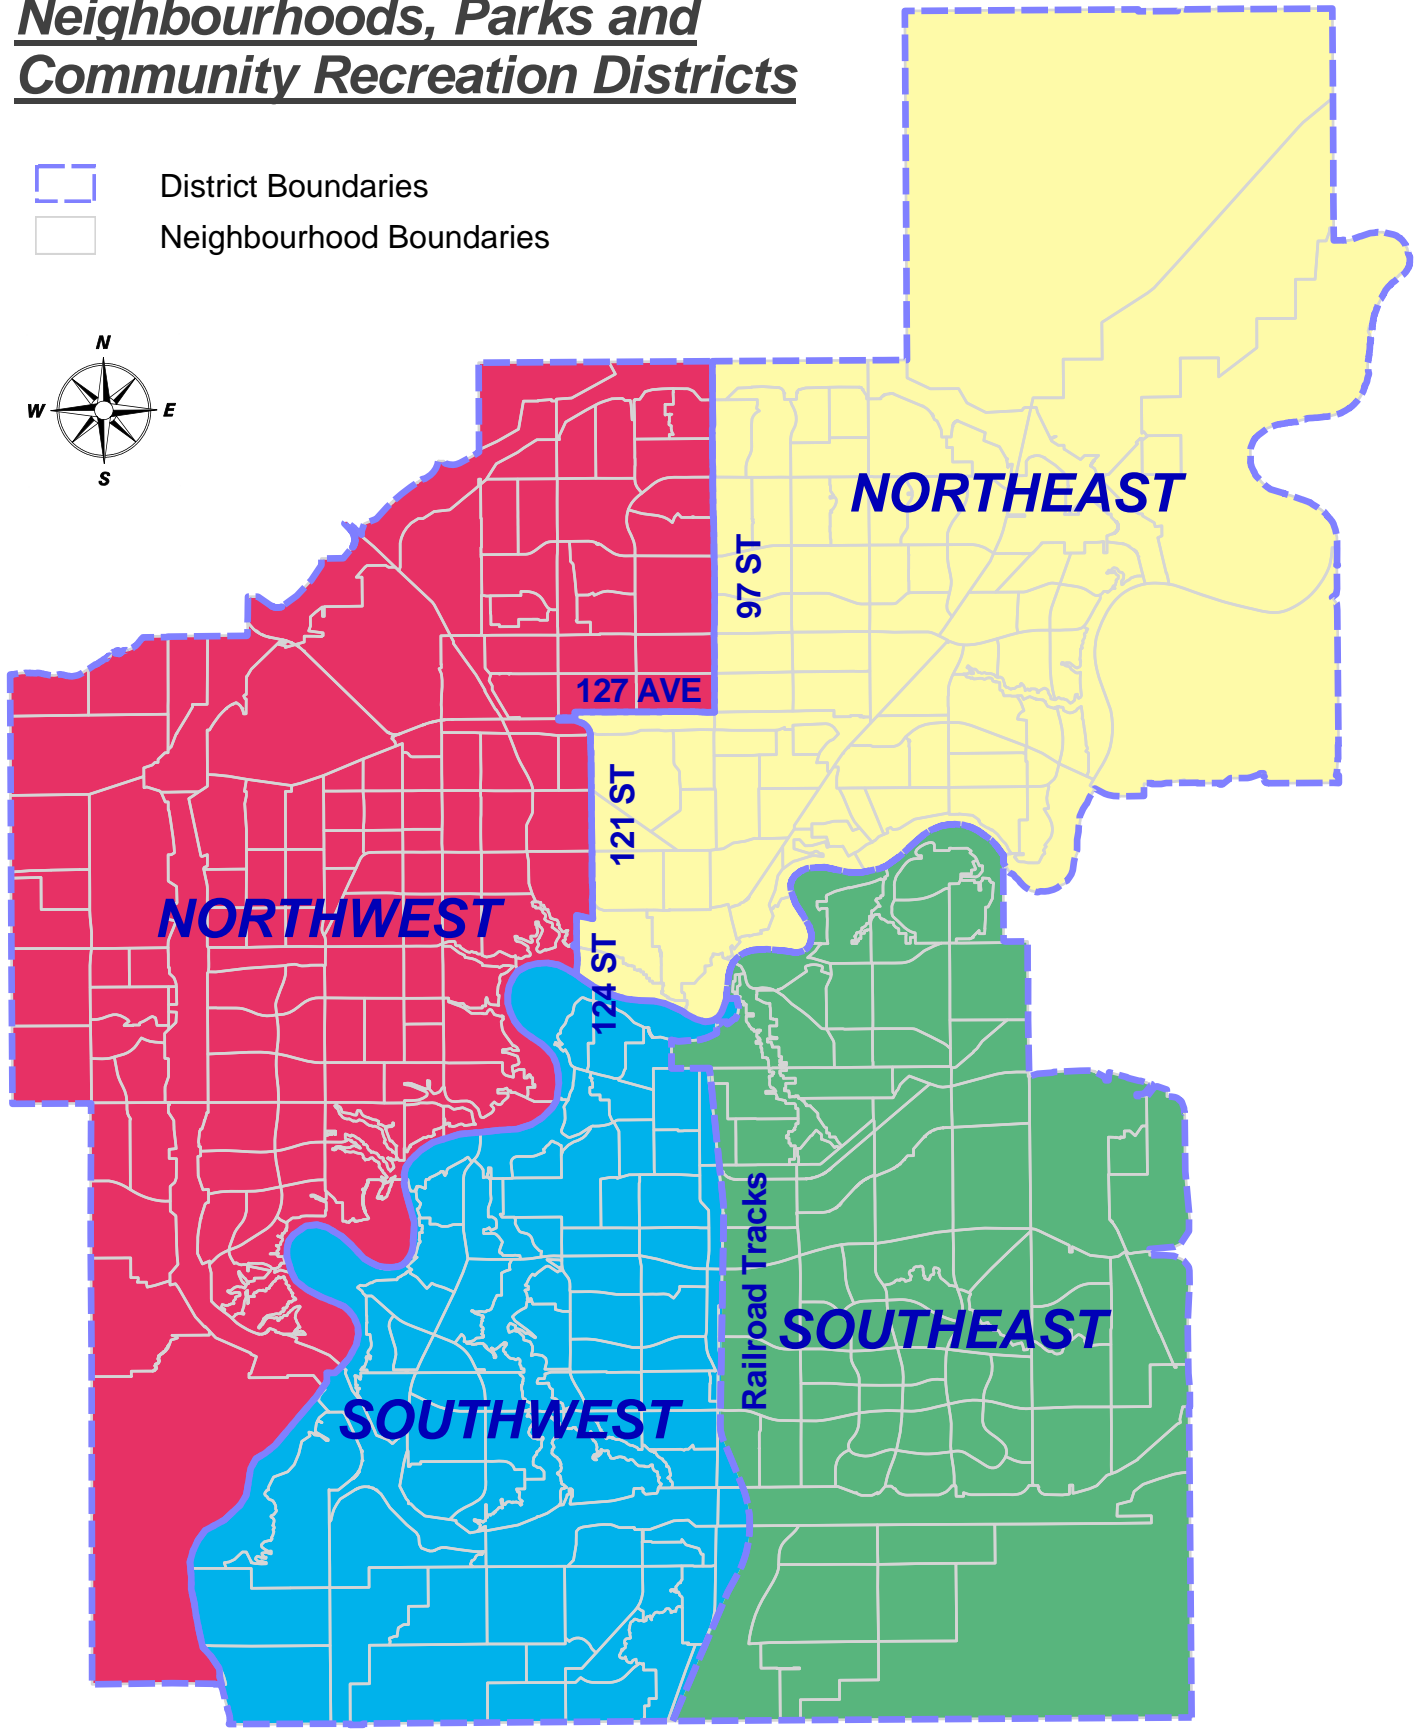 Neighbourhoods, Parks and
Community Recreation Districts
District Boundaries
Neighbourhood Boundaries
N
W
E
S
NORTHEAST
97 ST
127 AVE
121 ST
NORTHWEST
124 ST
Railroad Tracks
SOUTHEAST
SOUTHWEST